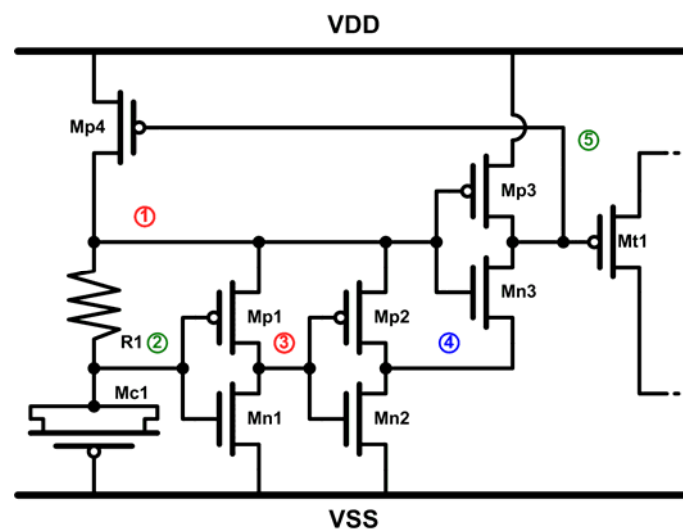 VDD
Mp4
⑤
①
Mp3
Mt1
Mp1
Mp2
Mn3
R1
②
③
④
Mc1
Mn1
Mn2
VSS